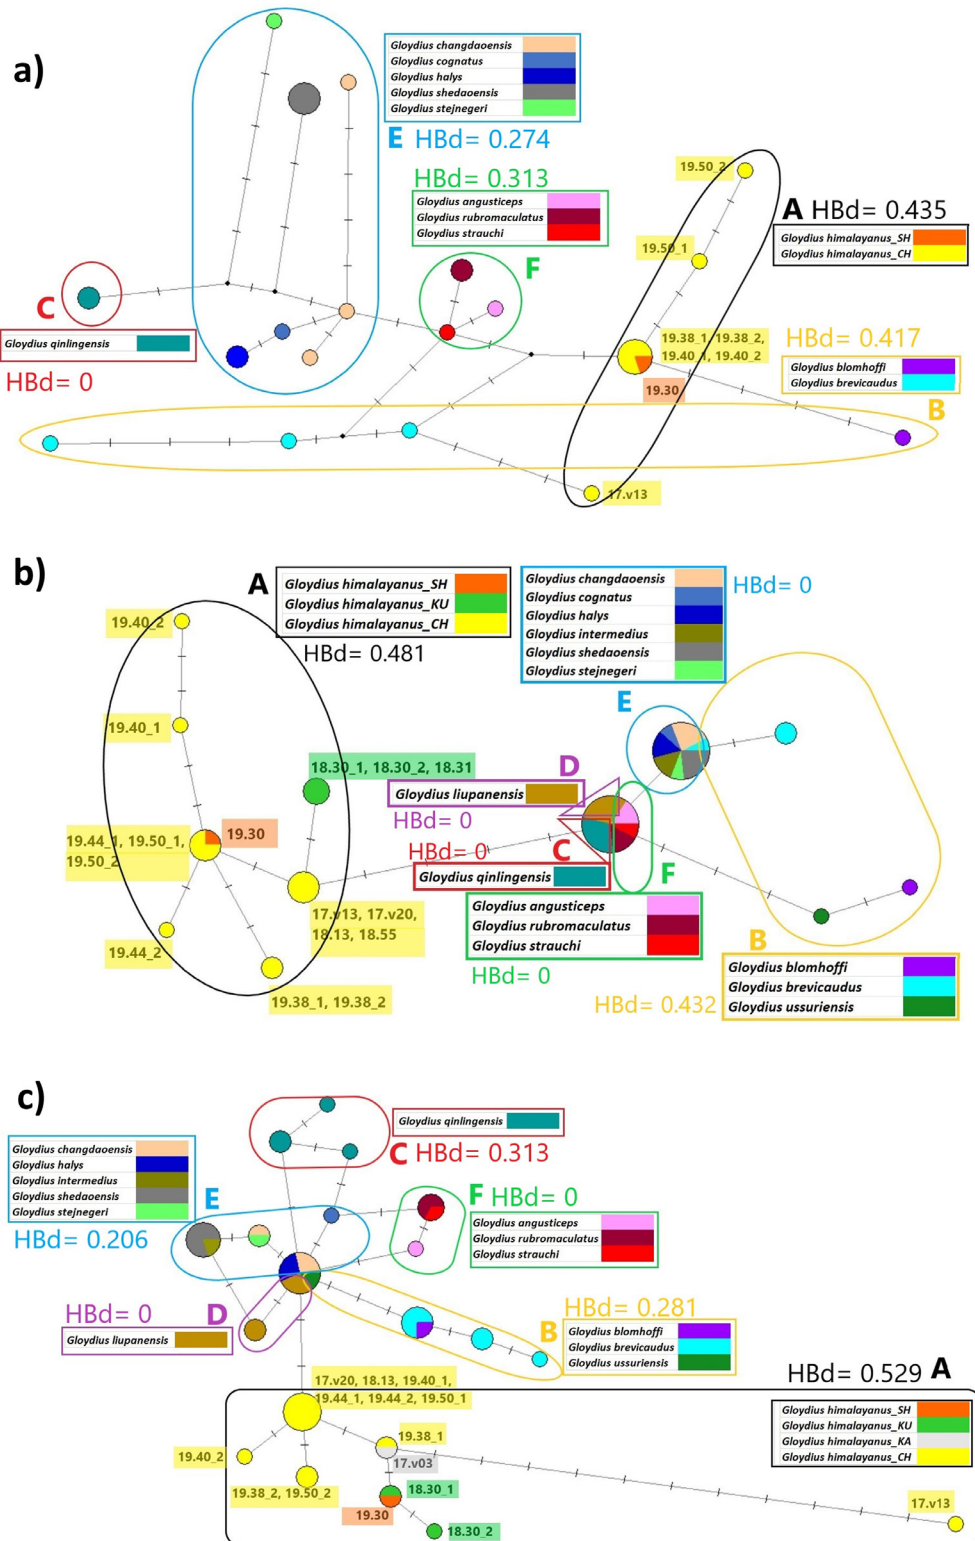 a)
Gloydius changdaoensis
Gloydius cognatus
Gloydius halys
Gloydius shedaoensis
Gloydius stejnegeri
E HBd= 0.274
HBd= 0.313
Gloydius angusticeps
Gloydius rubromaculatus
Gloydius strauchi
F
19.50_2
A HBd= 0.435
Gloydius himalayanus_SH
Gloydius himalayanus_CH
19.50_1
C
Gloydius qinlingensis
HBd= 0
19.38_1, 19.38_2,
19.40_1, 19.40_2
19.30
HBd= 0.417
Gloydius blomhoffi
Gloydius brevicaudus
B
17.v13
b)
A
Gloydius himalayanus_SH
Gloydius himalayanus_KU
Gloydius himalayanus_CH
HBd= 0.481
Gloydius changdaoensis
Gloydius cognatus
Gloydius halys
Gloydius intermedius
Gloydius shedaoensis
Gloydius stejnegeri
HBd= 0
E
19.40_2
19.40_1
18.30_1, 18.30_2, 18.31
D
Gloydius liupanensis
HBd= 0
19.44_1, 19.50_1,
19.50_2
19.30
HBd= 0
C
Gloydius qinlingensis
F
17.v13, 17.v20,
18.13, 18.55
Gloydius angusticeps
Gloydius rubromaculatus
Gloydius strauchi
HBd= 0
19.44_2
19.38_1, 19.38_2
B
Gloydius blomhoffi
Gloydius brevicaudus
Gloydius ussuriensis
HBd= 0.432
c)
Gloydius qinlingensis
C HBd= 0.313
Gloydius changdaoensis
Gloydius halys
Gloydius intermedius
Gloydius shedaoensis
Gloydius stejnegeri
E
HBd= 0.206
F HBd= 0
Gloydius angusticeps
Gloydius rubromaculatus
Gloydius strauchi
HBd= 0
D
Gloydius liupanensis
HBd= 0.281
B
Gloydius blomhoffi
Gloydius brevicaudus
Gloydius ussuriensis
17.v20, 18.13, 19.40_1,
19.44_1, 19.44_2, 19.50_1
HBd= 0.529 A
Gloydius himalayanus_SH
Gloydius himalayanus_KU
Gloydius himalayanus_KA
Gloydius himalayanus_CH
19.38_1
17.v03
19.40_2
19.38_2, 19.50_2
18.30_1
19.30
18.30_2
17.v13